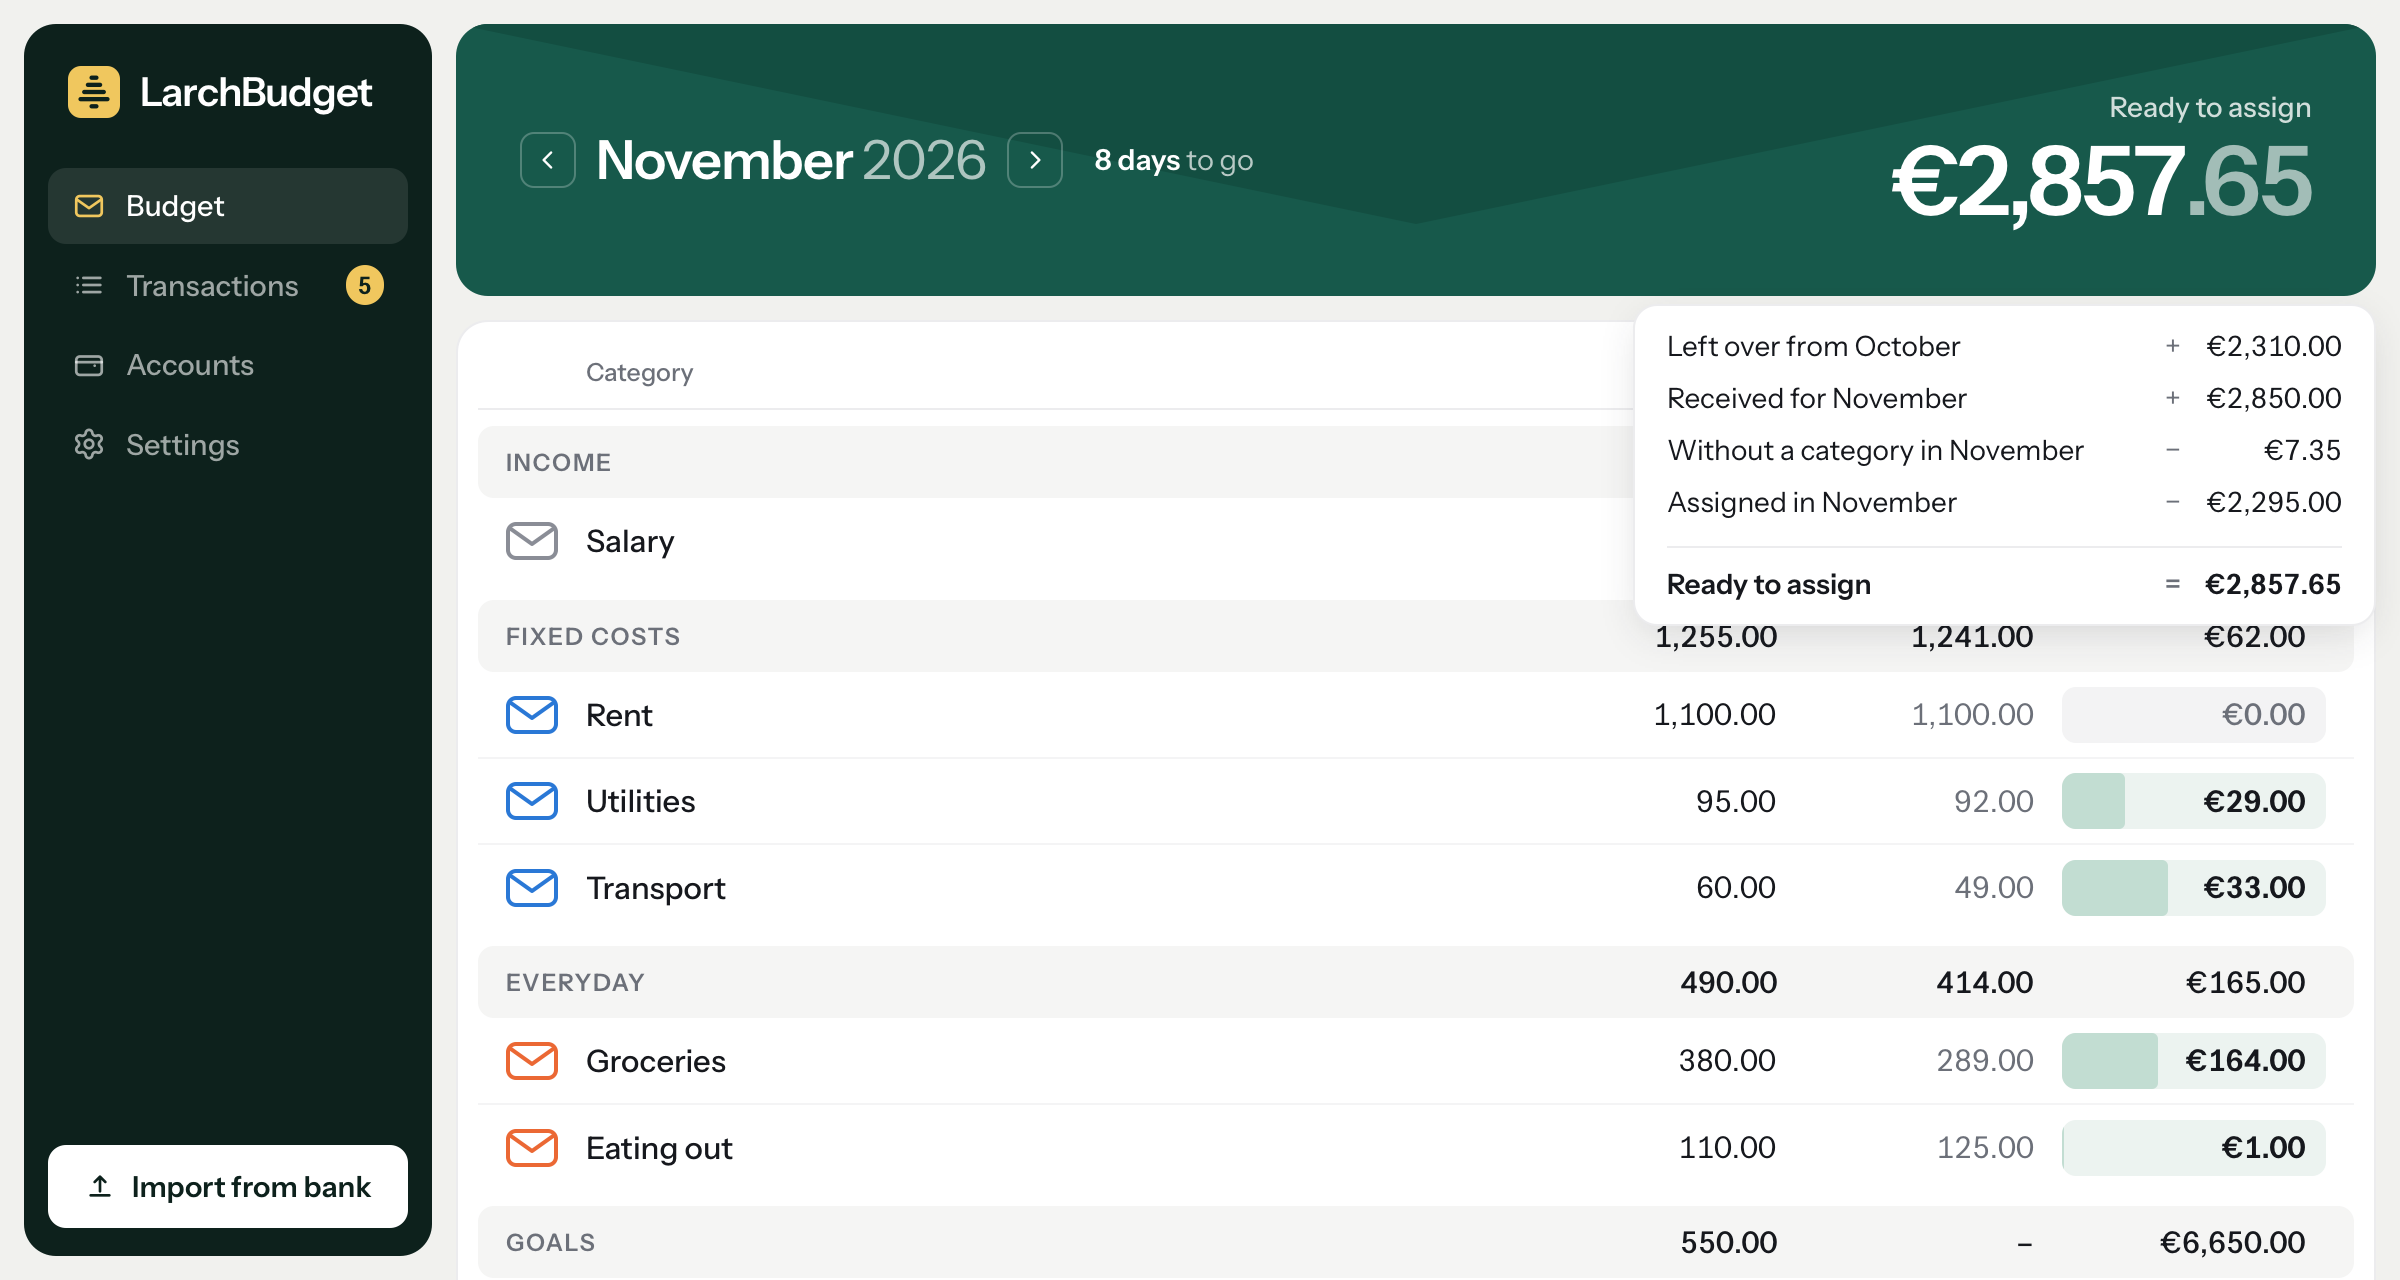 LarchBudget
Budget
Transactions 5
Accounts
Settings
Import from bank
November 2026
8 days to go
Ready to assign
€2,857.65
Left over from October + €2,310.00
Received for November + €2,850.00
Without a category in November − €7.35
Assigned in November − €2,295.00
Ready to assign = €2,857.65
Category
INCOME
Salary
FIXED COSTS 1,255.00 1,241.00 €62.00
Rent 1,100.00 1,100.00 €0.00
Utilities 95.00 92.00 €29.00
Transport 60.00 49.00 €33.00
EVERYDAY 490.00 414.00 €165.00
Groceries 380.00 289.00 €164.00
Eating out 110.00 125.00 €1.00
GOALS 550.00 – €6,650.00